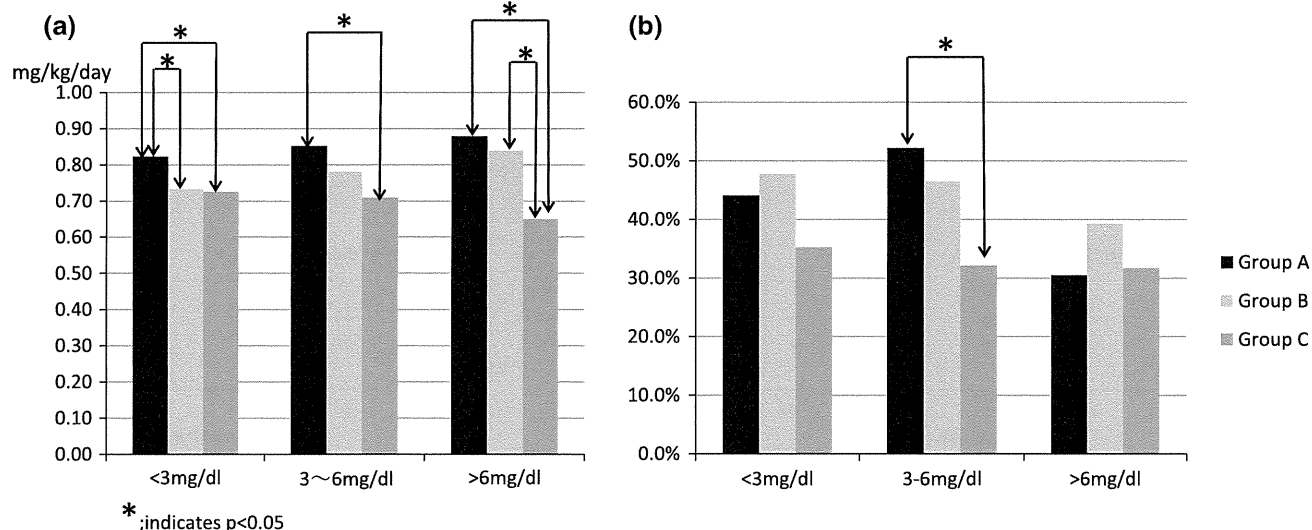 (a)
mg/kg/day
*
*
*
*
*
1.00
0.90
0.80
0.70
0.60
0.50
0.40
0.30
0.20
0.10
0.00
<3mg/dl
3～6mg/dl
>6mg/dl
* ;indicates p<0.05
(b)
*
60.0%
50.0%
40.0%
30.0%
20.0%
10.0%
0.0%
<3mg/dl
3-6mg/dl
>6mg/dl
Group A
Group B
Group C